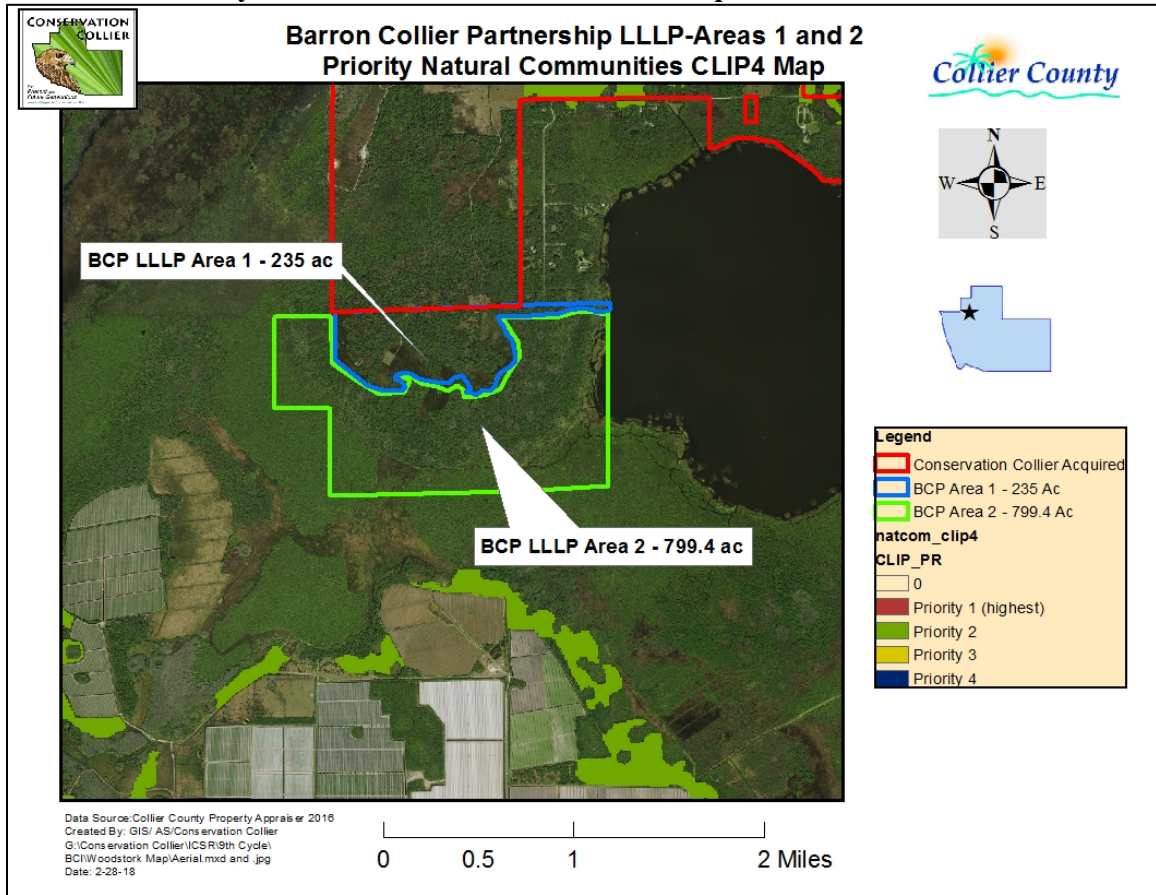 CONSERVATION
COLLIER
Barron Collier Partnership LLLP-Areas 1 and 2
Priority Natural Communities CLIP4 Map
Collier County
N
W E
S
BCP LLLP Area 1 - 235 ac
BCP LLLP Area 2 - 799.4 ac
Legend
Conservation Collier Acquired
BCP Area 1 - 235 Ac
BCP Area 2 - 799.4 Ac
natcom_clip4
CLIP_PR
0
Priority 1 (highest)
Priority 2
Priority 3
Priority 4
Data Source:Collier County Property Appraiser 2016
Created By: GIS/ AS/Conservation Collier
G:\Conservation Collier\ICSR\9th Cycle\
BCI\Woodstork Map\Aerial.mxd and .jpg
Date: 2-28-18
0 0.5 1 2 Miles